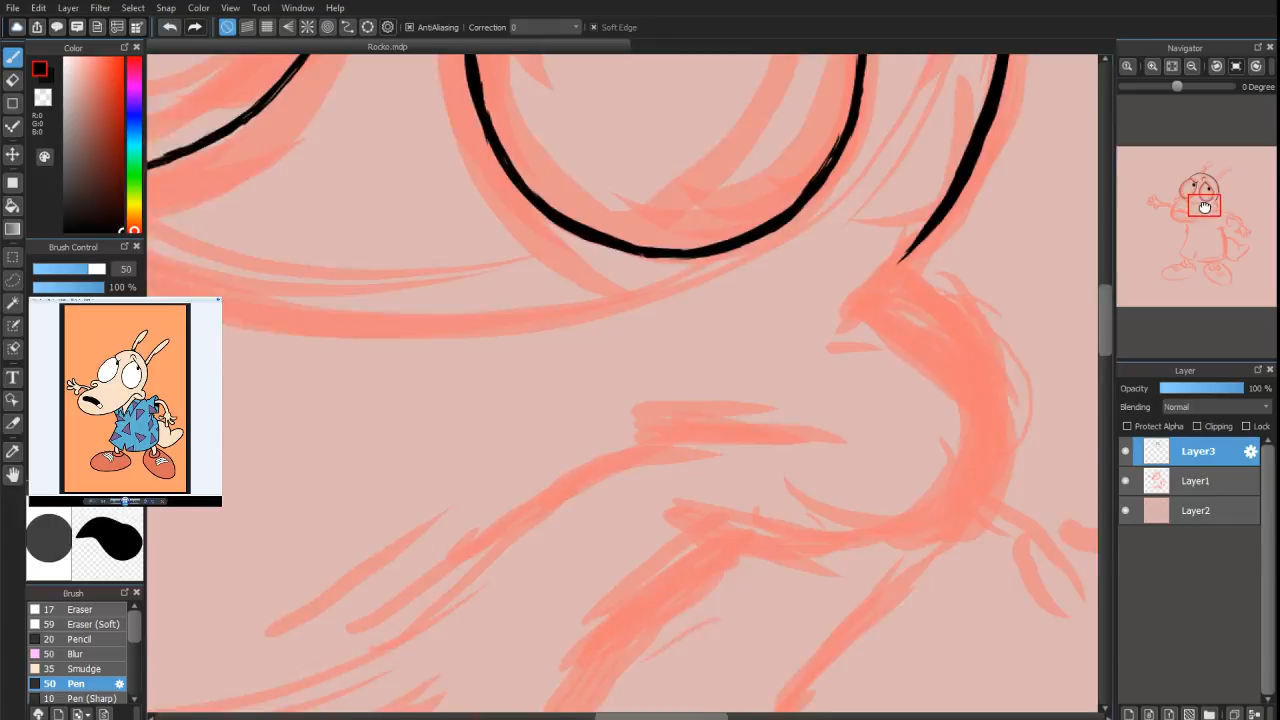 File Edit Layer Filter Select Snap Color View Tool Window Help
AntiAliasing Correction 0 Soft Edge
Color
Rocko.mdp
Navigator
0 Degree
R:0
G:0
B:0
Brush Control
50
100 %
Layer
Opacity 100 %
Blending Normal
Protect Alpha Clipping Lock
Layer3
Layer1
Layer2
Brush
17 Eraser
59 Eraser (Soft)
20 Pencil
50 Blur
35 Smudge
50 Pen
10 Pen (Sharp)